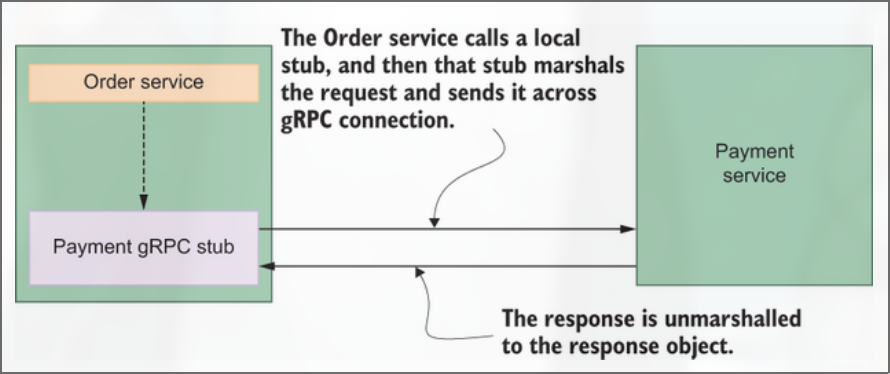 The Order service calls a local
stub, and then that stub marshals
the request and sends it across
gRPC connection.
Order service
Payment gRPC stub
Payment
service
The response is unmarshalled
to the response object.